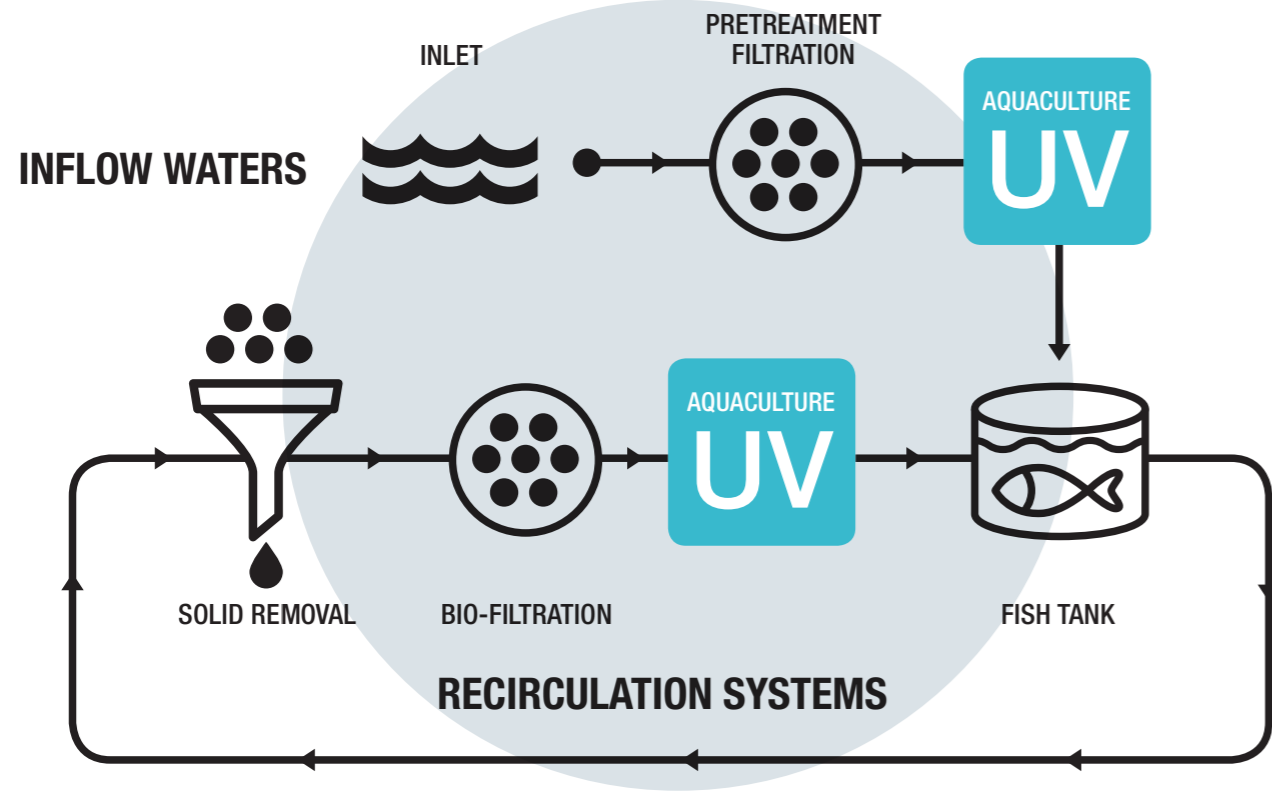 PRETREATMENT
FILTRATION
INLET
AQUACULTURE
UV
INFLOW WATERS
AQUACULTURE
UV
SOLID REMOVAL
BIO-FILTRATION
FISH TANK
RECIRCULATION SYSTEMS